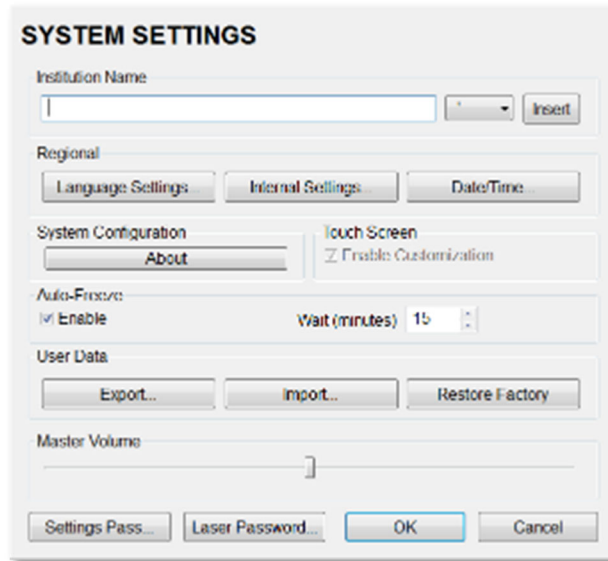 SYSTEM SETTINGS
Institution Name
Insert
Regional
Language Settings... Internal Settings... Date/Time...
System Configuration Touch Screen
About Enable Customization
Auto-Freeze
Enable Wait (minutes) 15
User Data
Export... Import... Restore Factory
Master Volume
Settings Pass... Laser Password... OK Cancel